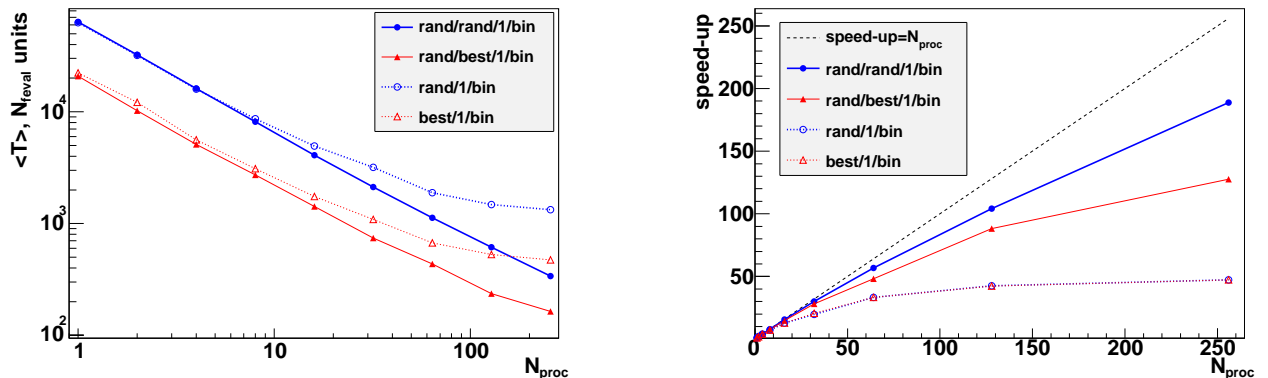 <T>, N_feval units
10^4
10^3
10^2
1
10
100
N_proc
rand/rand/1/bin
rand/best/1/bin
rand/1/bin
best/1/bin
speed-up
250
200
150
100
50
0
50
100
150
200
250
N_proc
speed-up=N_proc
rand/rand/1/bin
rand/best/1/bin
rand/1/bin
best/1/bin